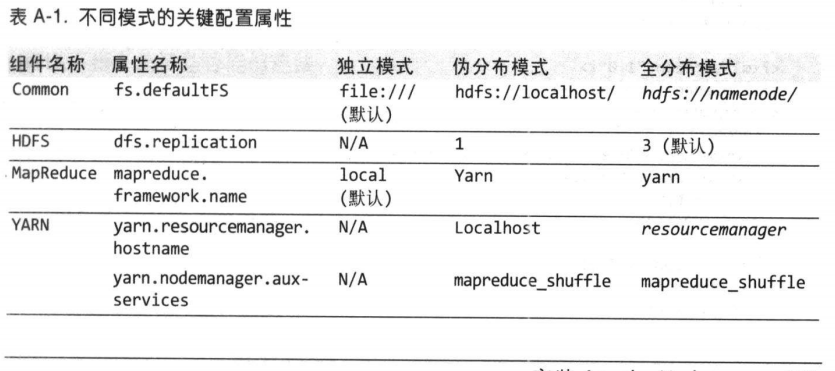 表 A-1. 不同模式的关键配置属性
组件名称 属性名称 独立模式 伪分布模式 全分布模式
Common fs.defaultFS file:/// hdfs://localhost/ hdfs://namenode/
(默认)
HDFS dfs.replication N/A 1 3 (默认)
MapReduce mapreduce. local Yarn yarn
framework.name (默认)
YARN yarn.resourcemanager. N/A Localhost resourcemanager
hostname
yarn.nodemanager.aux- N/A mapreduce_shuffle mapreduce_shuffle
services